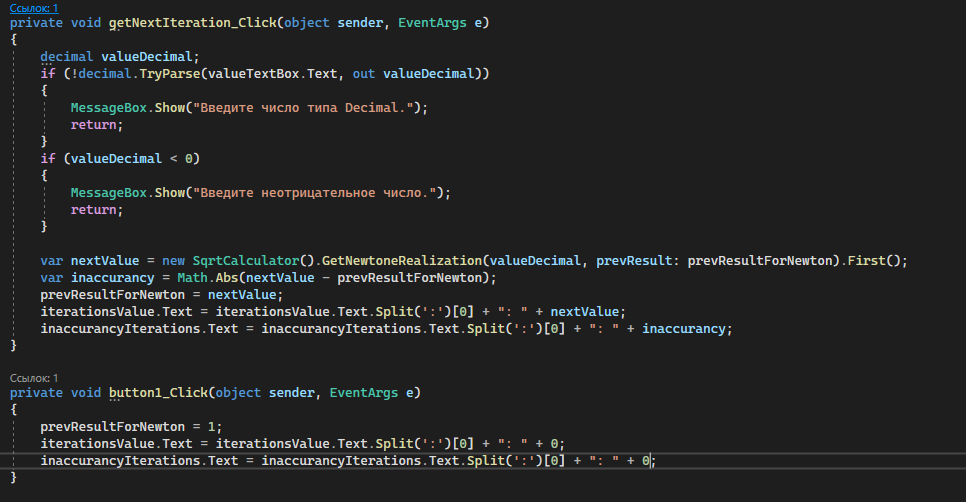 Ссылок: 1
private void getNextIteration_Click(object sender, EventArgs e)
{
    decimal valueDecimal;
    if (!decimal.TryParse(valueTextBox.Text, out valueDecimal))
    {
        MessageBox.Show("Введите число типа Decimal.");
        return;
    }
    if (valueDecimal < 0)
    {
        MessageBox.Show("Введите неотрицательное число.");
        return;
    }

    var nextValue = new SqrtCalculator().GetNewtoneRealization(valueDecimal, prevResult: prevResultForNewton).First();
    var inaccurancy = Math.Abs(nextValue - prevResultForNewton);
    prevResultForNewton = nextValue;
    iterationsValue.Text = iterationsValue.Text.Split(':')[0] + ": " + nextValue;
    inaccurancyIterations.Text = inaccurancyIterations.Text.Split(':')[0] + ": " + inaccurancy;
}

Ссылок: 1
private void button1_Click(object sender, EventArgs e)
{
    prevResultForNewton = 1;
    iterationsValue.Text = iterationsValue.Text.Split(':')[0] + ": " + 0;
    inaccurancyIterations.Text = inaccurancyIterations.Text.Split(':')[0] + ": " + 0;
}